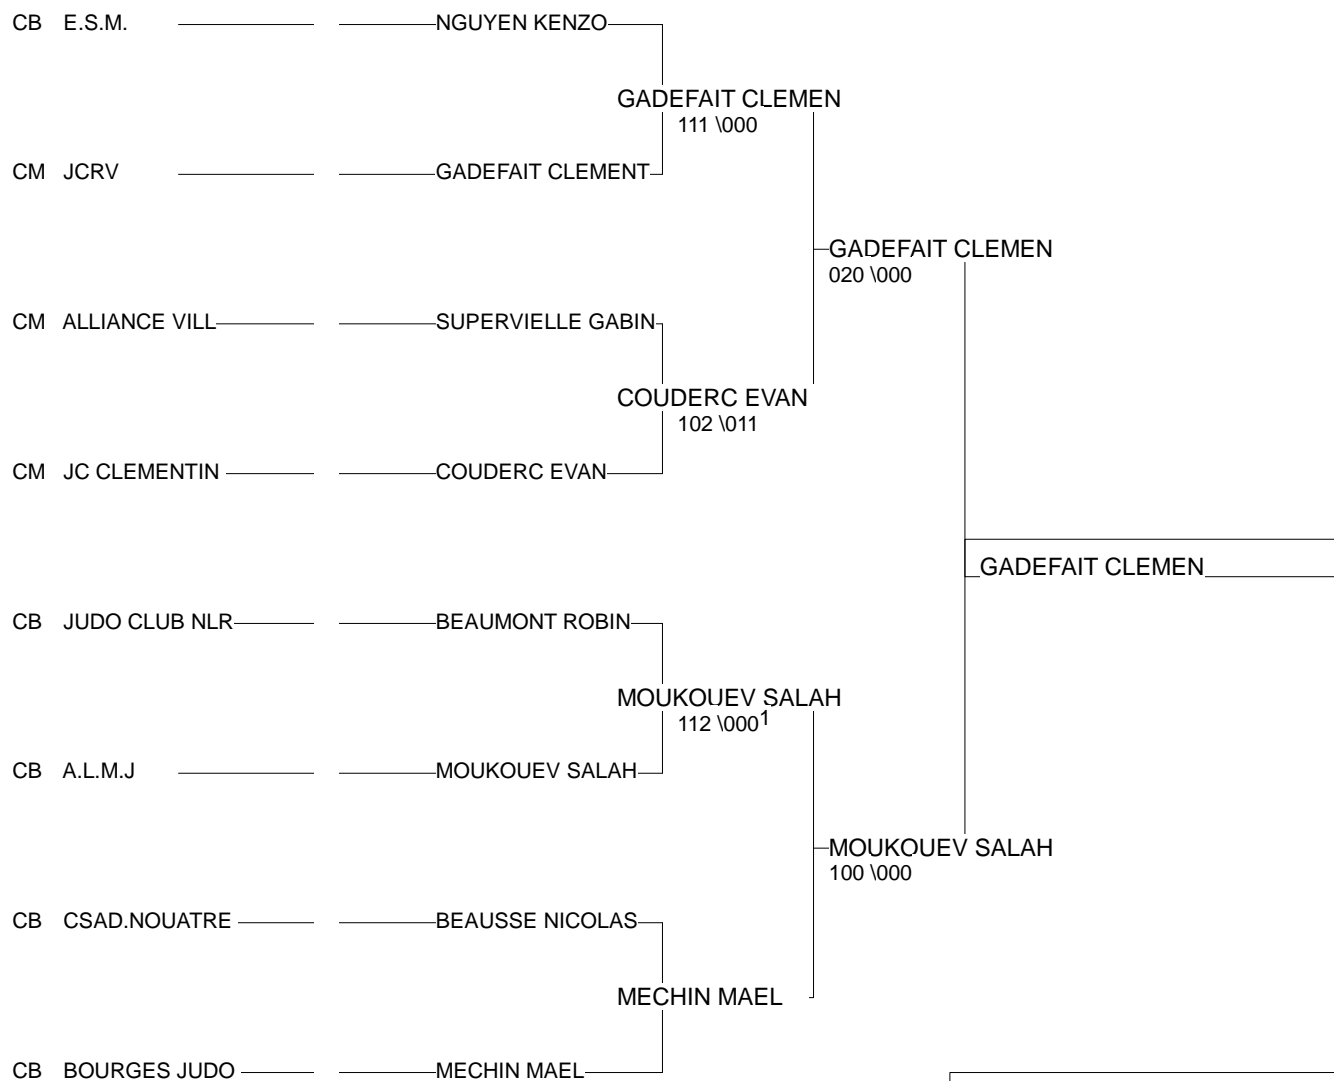 CB E.S.M. NGUYEN KENZO
GADEFAIT CLEMEN
111 \000
CM JCRV GADEFAIT CLEMENT
GADEFAIT CLEMEN
020 \000
CM ALLIANCE VILL SUPERVIELLE GABIN
COUDERC EVAN
102 \011
CM JC CLEMENTIN COUDERC EVAN
GADEFAIT CLEMEN
CB JUDO CLUB NLR BEAUMONT ROBIN
MOUKOUEV SALAH
112 \0001
CB A.L.M.J MOUKOUEV SALAH
MOUKOUEV SALAH
100 \000
CB CSAD.NOUATRE BEAUSSE NICOLAS
MECHIN MAEL
CB BOURGES JUDO MECHIN MAEL